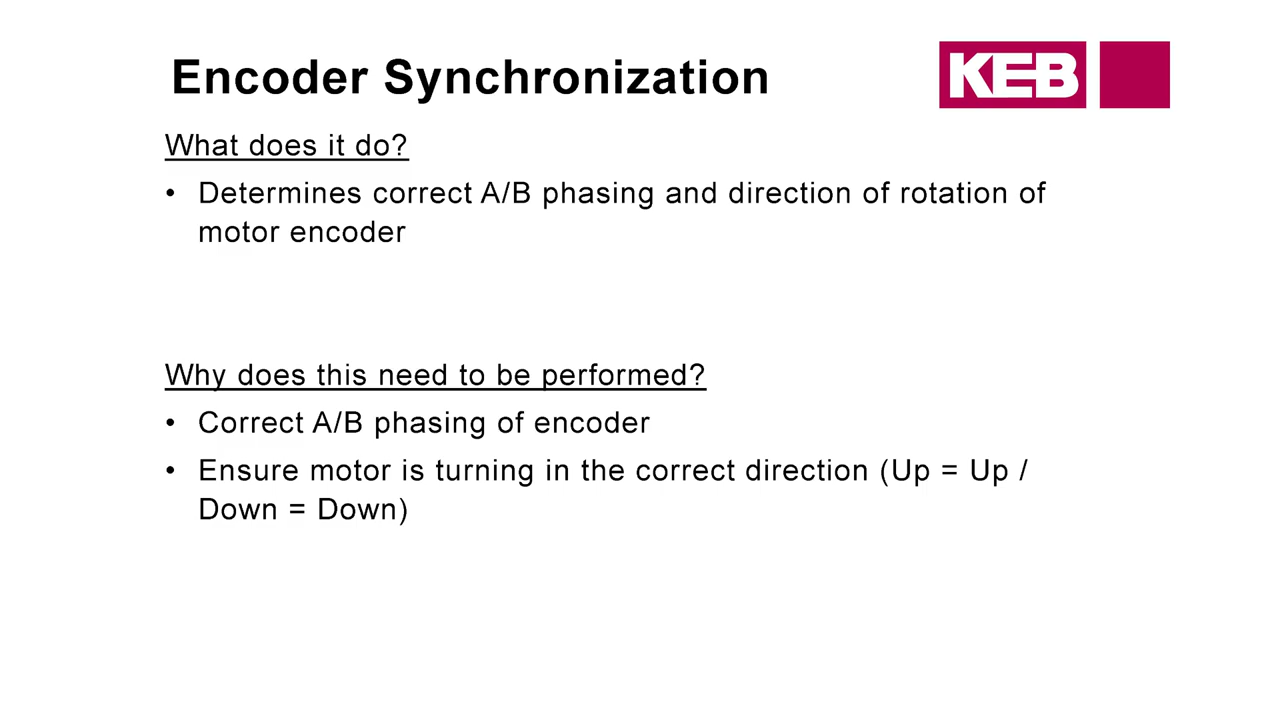 Encoder Synchronization
KEB
What does it do?
• Determines correct A/B phasing and direction of rotation of
motor encoder
Why does this need to be performed?
• Correct A/B phasing of encoder
• Ensure motor is turning in the correct direction (Up = Up /
Down = Down)